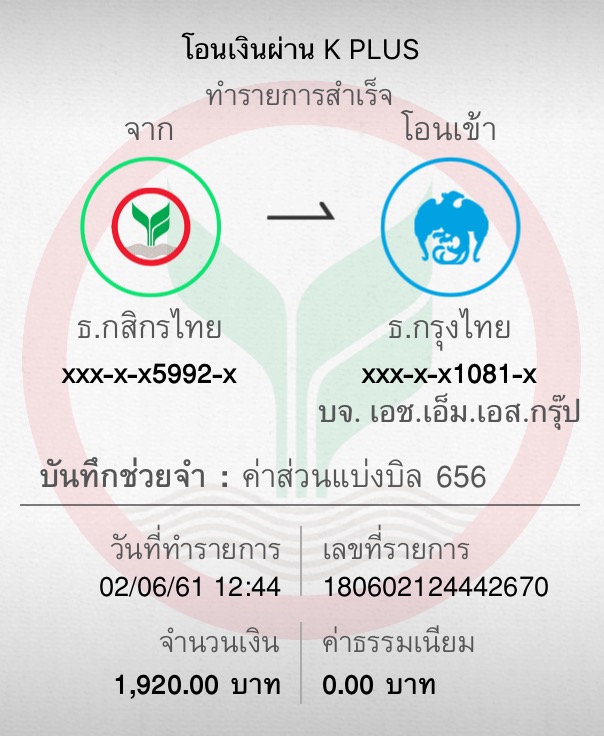 โอนเงินผ่าน K PLUS
ทำรายการสำเร็จ
จาก
โอนเข้า
ธ.กสิกรไทย
ธ.กรุงไทย
xxx-x-x5992-x
xxx-x-x1081-x
บจ. เอช.เอ็ม.เอส.กรุ๊ป
บันทึกช่วยจำ : ค่าส่วนแบ่งบิล 656
วันที่ทำรายการ
เลขที่รายการ
02/06/61 12:44
180602124442670
จำนวนเงิน
ค่าธรรมเนียม
1,920.00 บาท
0.00 บาท